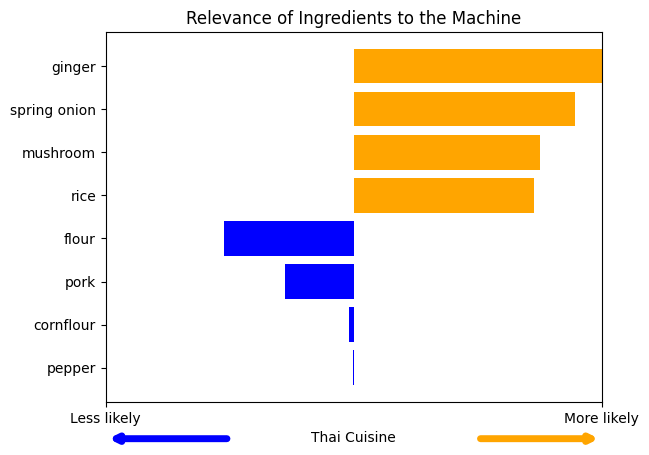 Relevance of Ingredients to the Machine
ginger
spring onion
mushroom
rice
flour
pork
cornflour
pepper
Less likely
More likely
Thai Cuisine